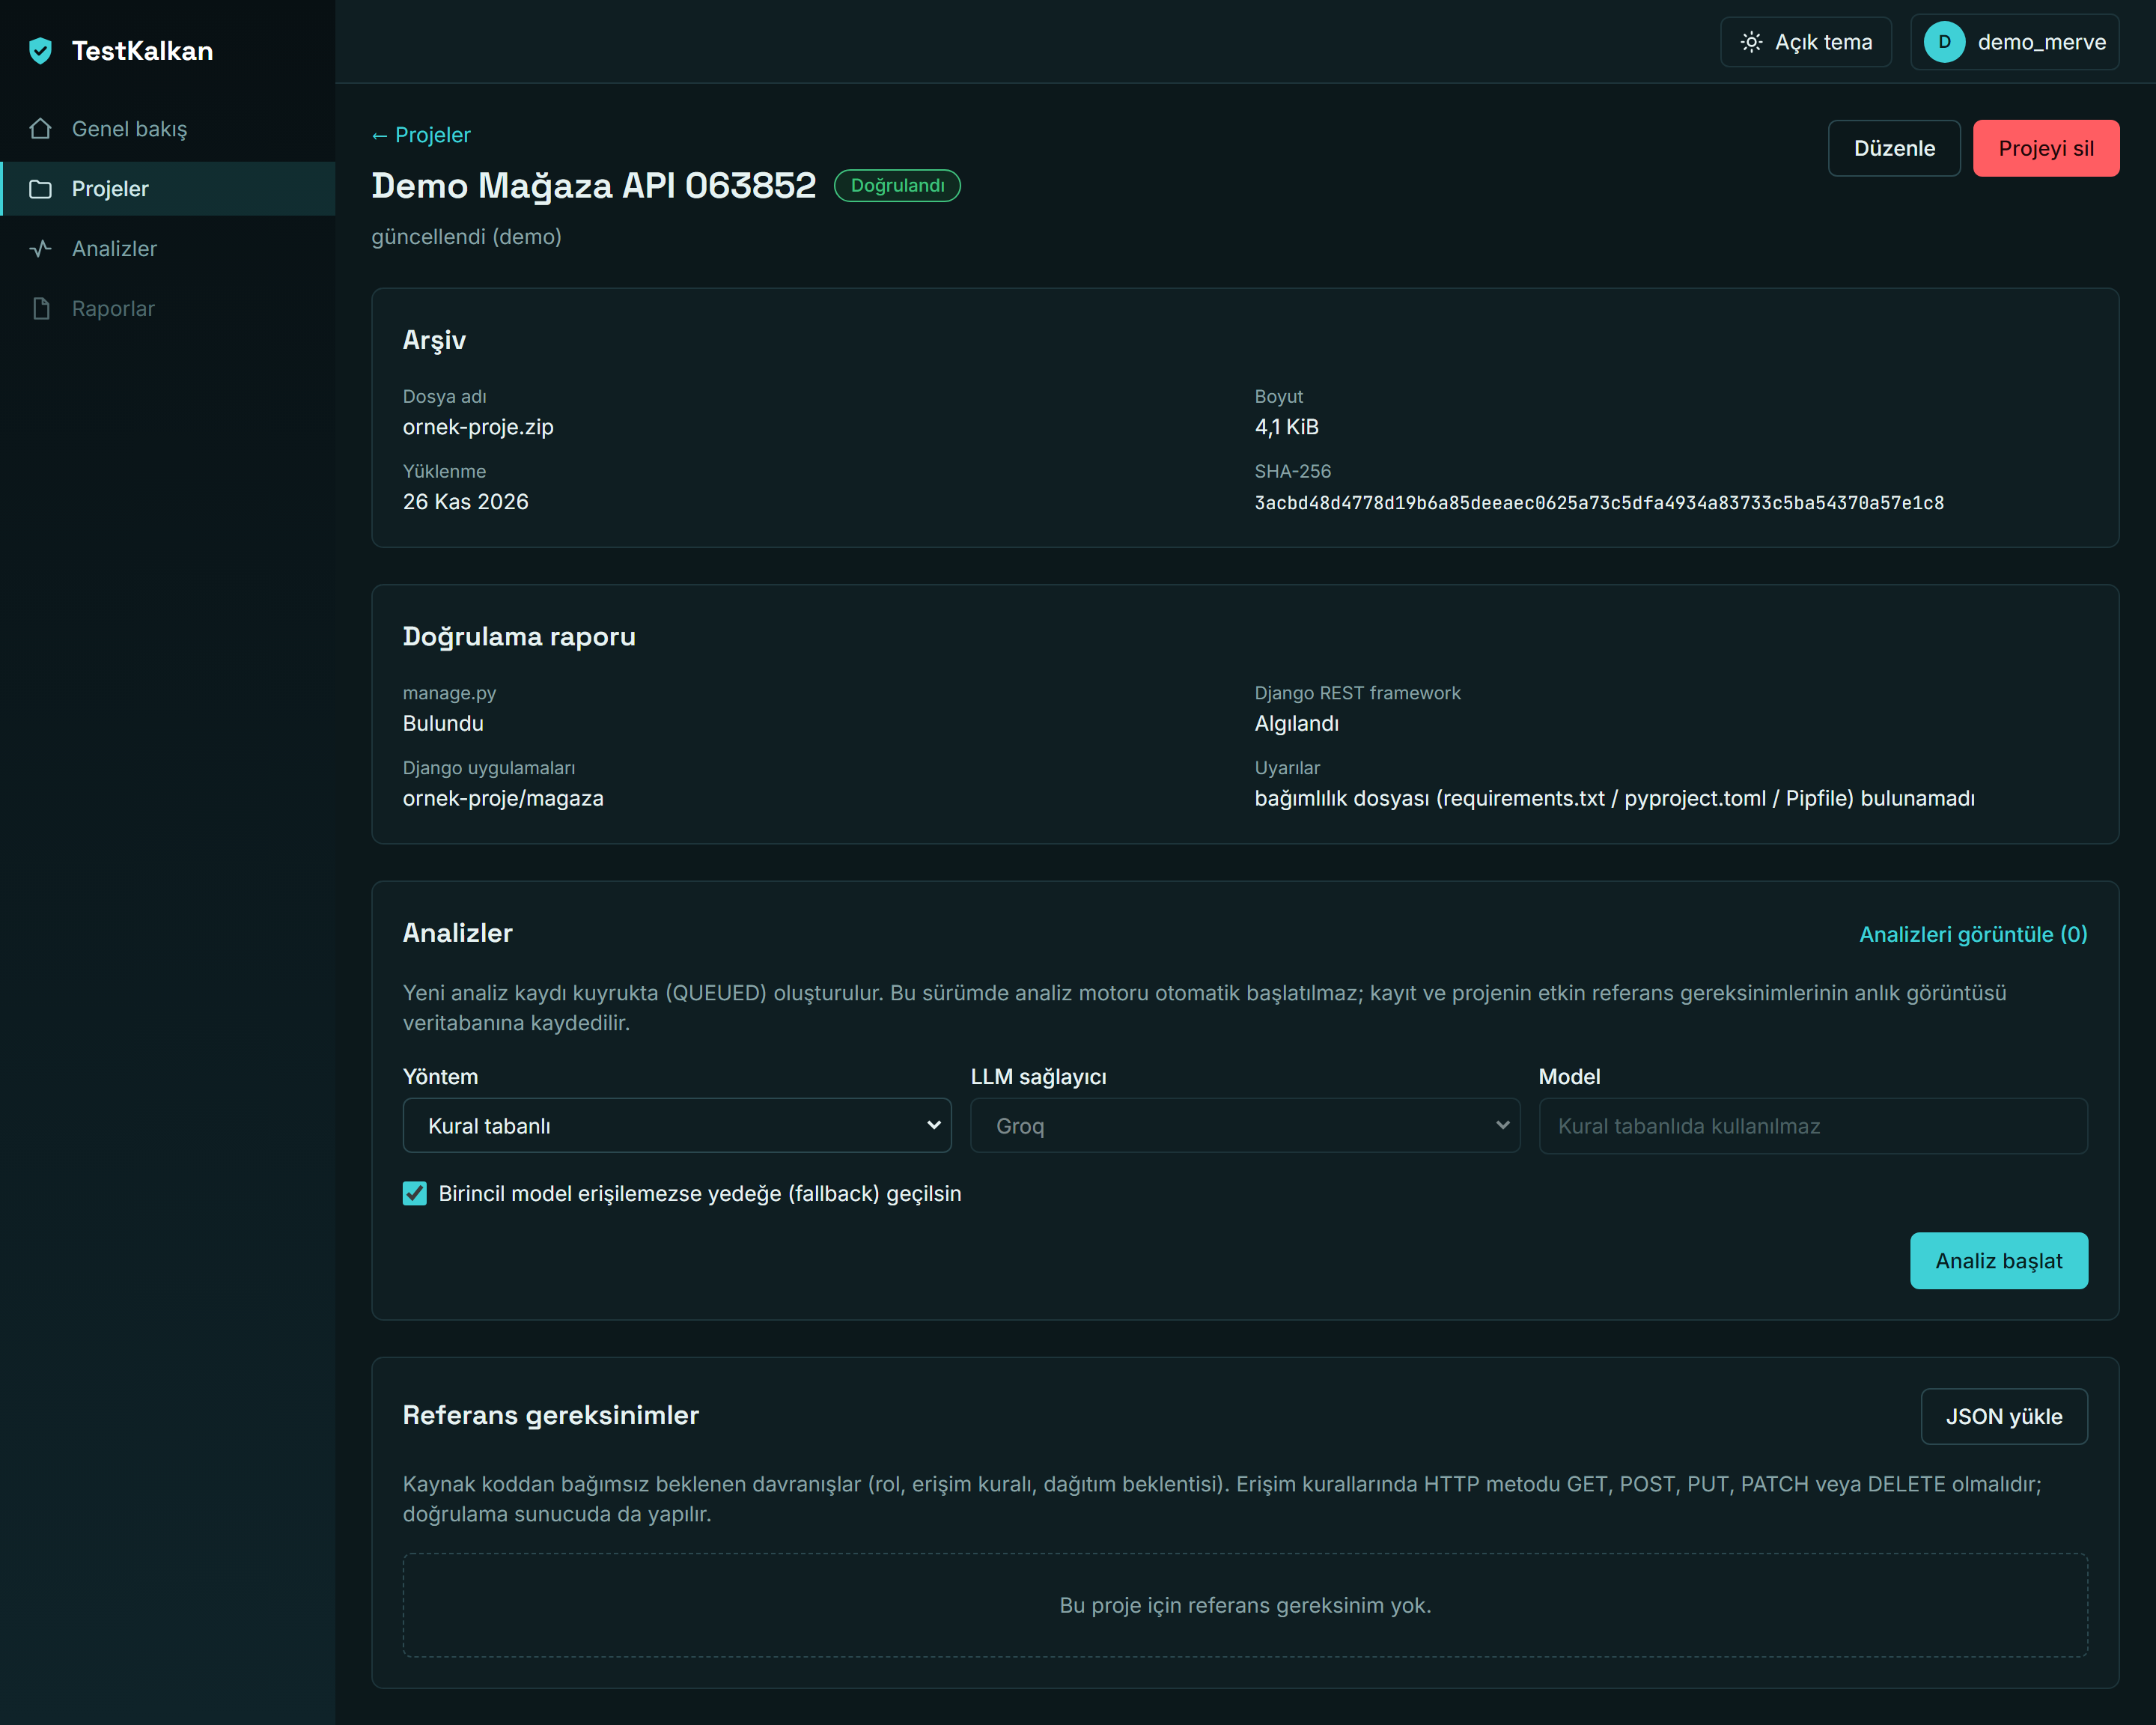 TestKalkan
Genel bakış
Projeler
Analizler
Raporlar
Açık tema
D
demo_merve
← Projeler
Demo Mağaza API 063852
Doğrulandı
güncellendi (demo)
Düzenle
Projeyi sil
Arşiv
Dosya adı
ornek-proje.zip
Boyut
4,1 KiB
Yüklenme
26 Kas 2026
SHA-256
3acbd48d4778d19b6a85deeaec0625a73c5dfa4934a83733c5ba54370a57e1c8
Doğrulama raporu
manage.py
Bulundu
Django REST framework
Algılandı
Django uygulamaları
ornek-proje/magaza
Uyarılar
bağımlılık dosyası (requirements.txt / pyproject.toml / Pipfile) bulunamadı
Analizler
Analizleri görüntüle (0)
Yeni analiz kaydı kuyrukta (QUEUED) oluşturulur. Bu sürümde analiz motoru otomatik başlatılmaz; kayıt ve projenin etkin referans gereksinimlerinin anlık görüntüsü
veritabanına kaydedilir.
Yöntem
Kural tabanlı
LLM sağlayıcı
Groq
Model
Kural tabanlıda kullanılmaz
Birincil model erişilemezse yedeğe (fallback) geçilsin
Analiz başlat
Referans gereksinimler
JSON yükle
Kaynak koddan bağımsız beklenen davranışlar (rol, erişim kuralı, dağıtım beklentisi). Erişim kurallarında HTTP metodu GET, POST, PUT, PATCH veya DELETE olmalıdır;
doğrulama sunucuda da yapılır.
Bu proje için referans gereksinim yok.